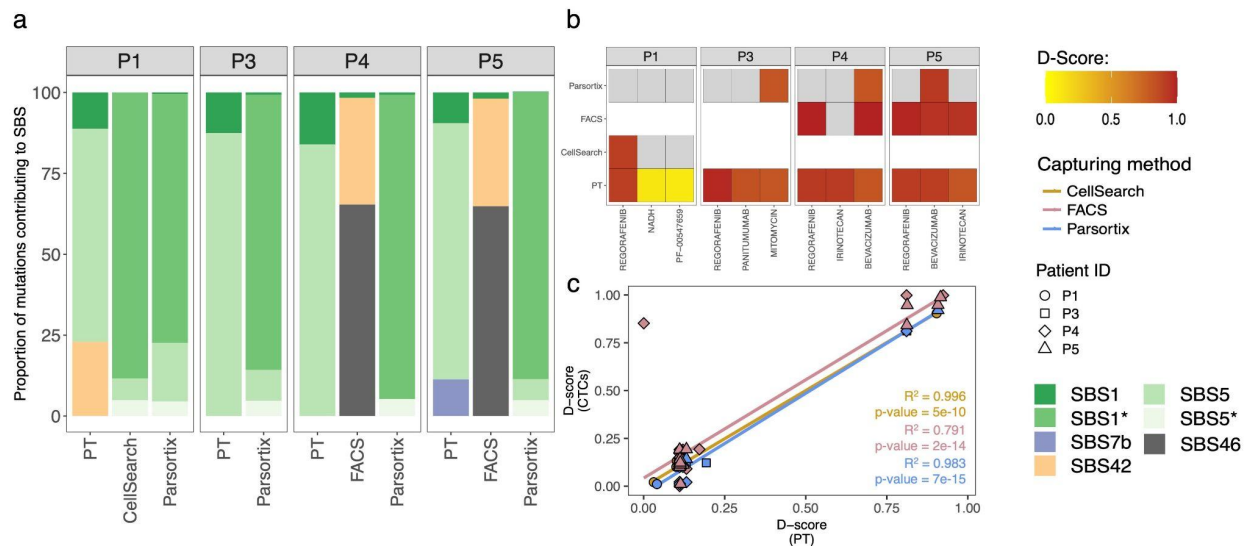 a
P1
P3
P4
P5
Proportion of mutations contributing to SBS
100
75
50
25
0
PT
CellSearch
Parsortix
PT
Parsortix
PT
FACS
Parsortix
PT
FACS
Parsortix
b
P1
P3
P4
P5
Parsortix
FACS
CellSearch
PT
REGORAFENIB
NADH
PF-00547659
REGORAFENIB
PANITUMUMAB
MITOMYCIN
REGORAFENIB
IRINOTECAN
BEVACIZUMAB
REGORAFENIB
BEVACIZUMAB
IRINOTECAN
c
D-score
(CTCs)
1.00
0.75
0.50
0.25
0.00
R² = 0.996
p-value = 5e-10
R² = 0.791
p-value = 2e-14
R² = 0.983
p-value = 7e-15
0.00
0.25
0.50
0.75
1.00
D-score
(PT)
D-Score:
0.0
0.5
1.0
Capturing method
CellSearch
FACS
Parsortix
Patient ID
P1
P3
P4
P5
SBS1
SBS5
SBS1*
SBS5*
SBS7b
SBS46
SBS42